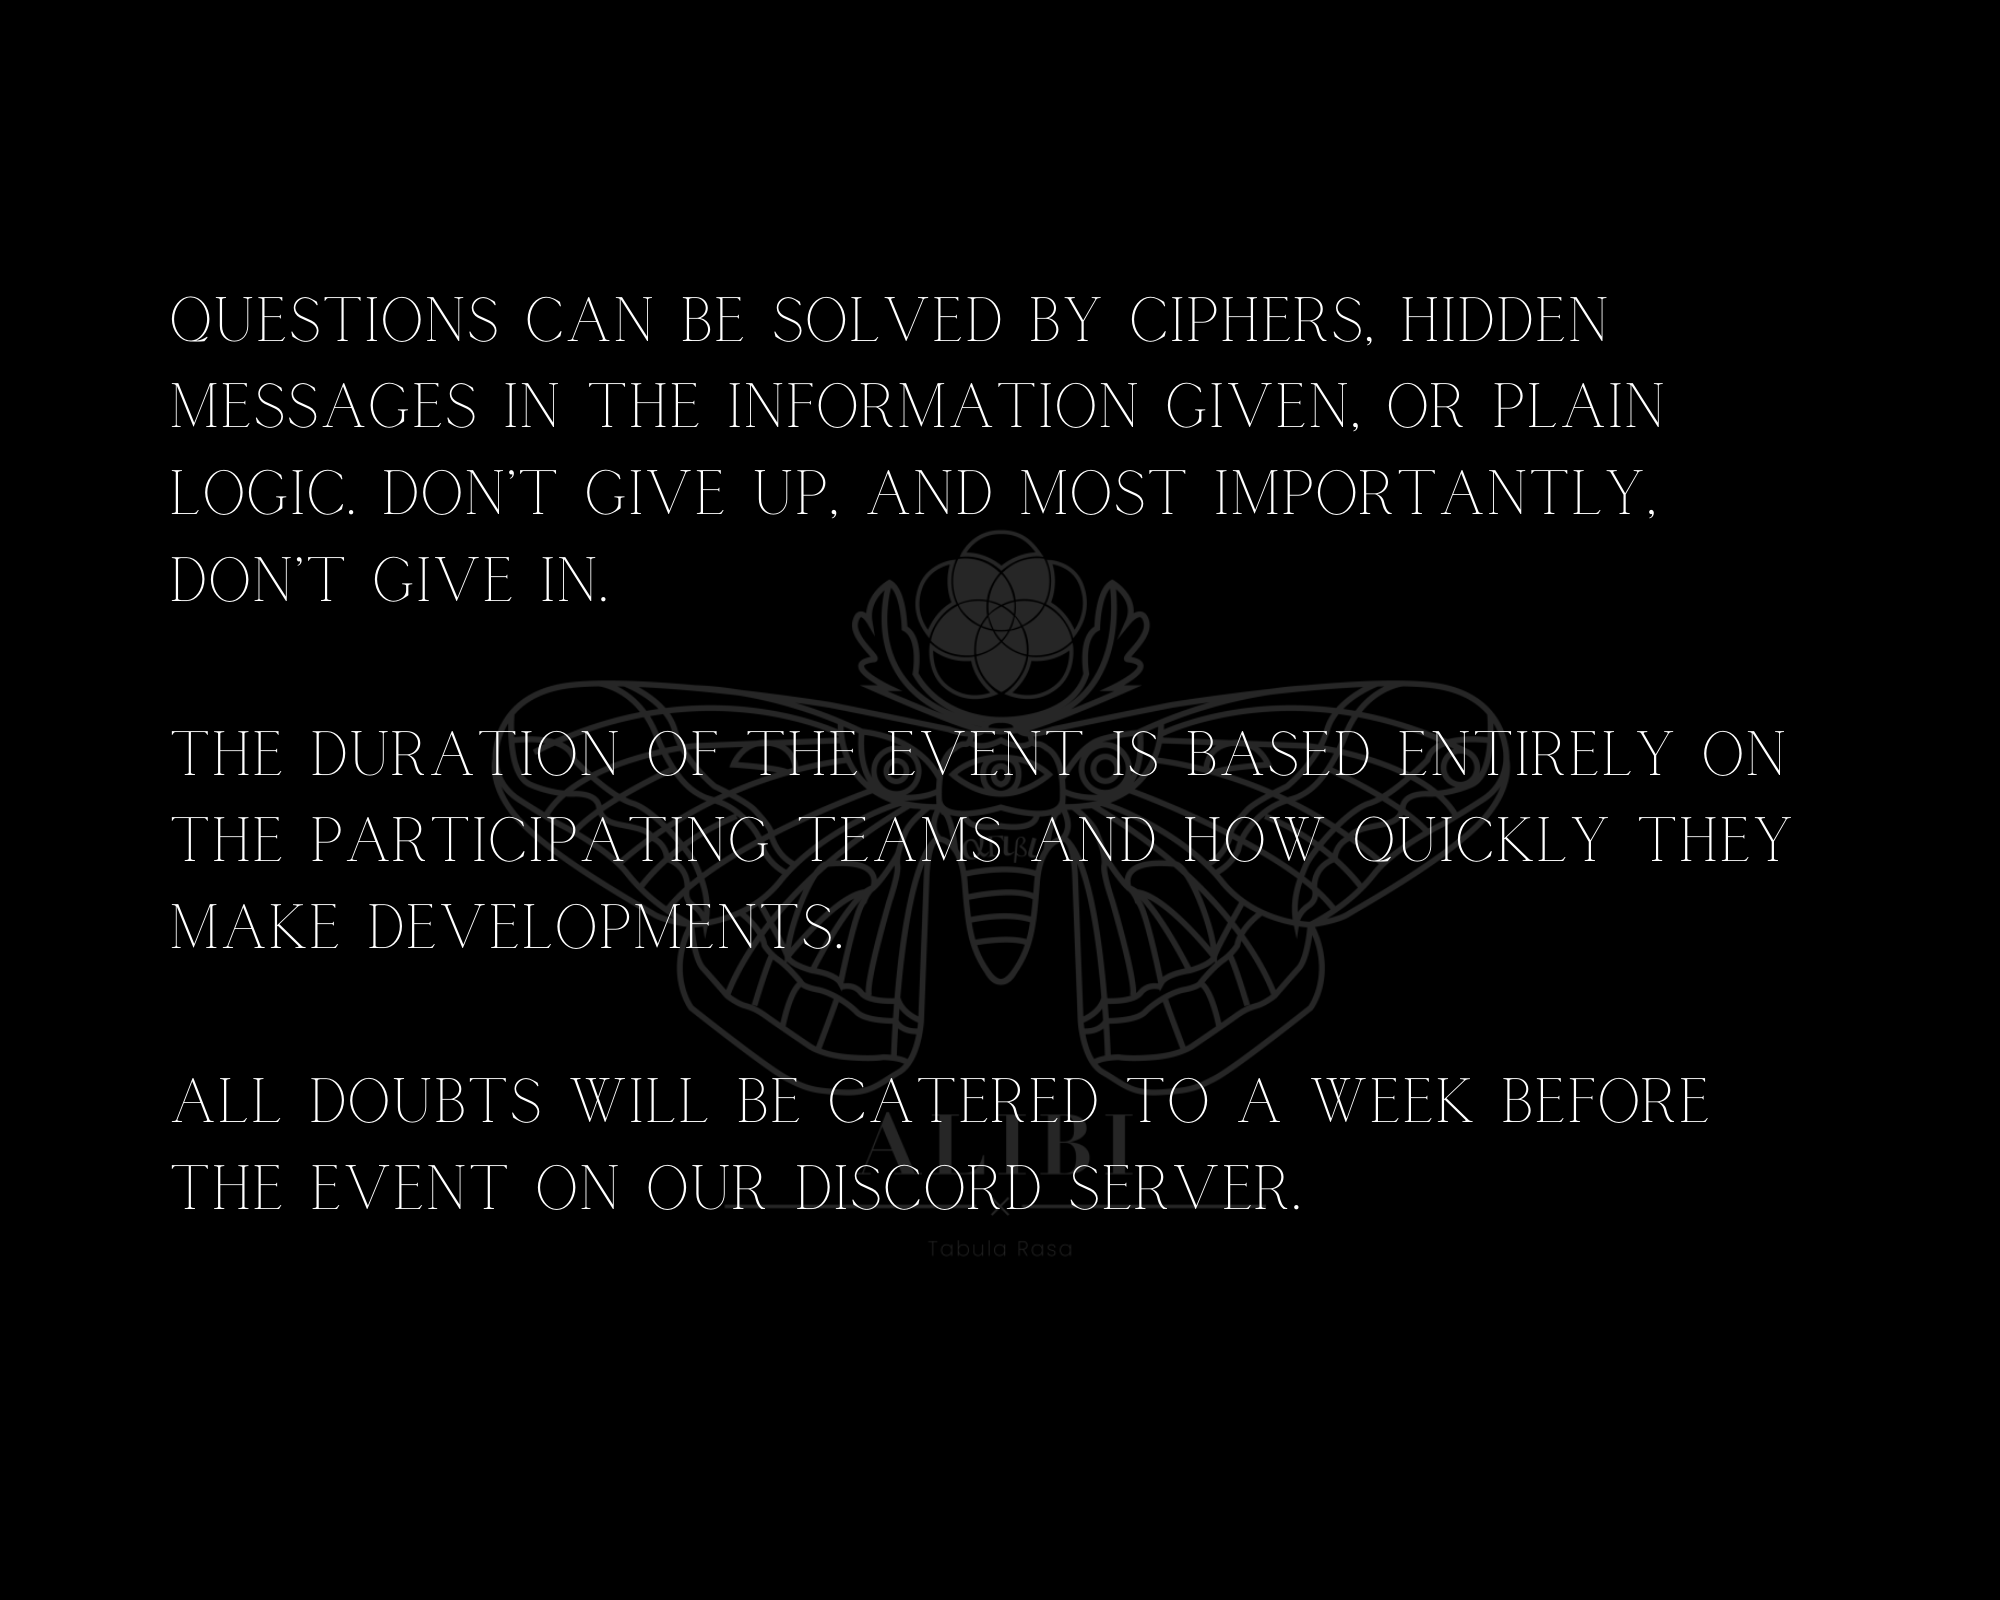 QUESTIONS CAN BE SOLVED BY CIPHERS, HIDDEN
MESSAGES IN THE INFORMATION GIVEN, OR PLAIN
LOGIC. DON’T GIVE UP, AND MOST IMPORTANTLY,
DON’T GIVE IN.
THE DURATION OF THE EVENT IS BASED ENTIRELY ON
THE PARTICIPATING TEAMS AND HOW QUICKLY THEY
MAKE DEVELOPMENTS.
ALL DOUBTS WILL BE CATERED TO A WEEK BEFORE
THE EVENT ON OUR DISCORD SERVER.
ALIBI
Tabula Rasa